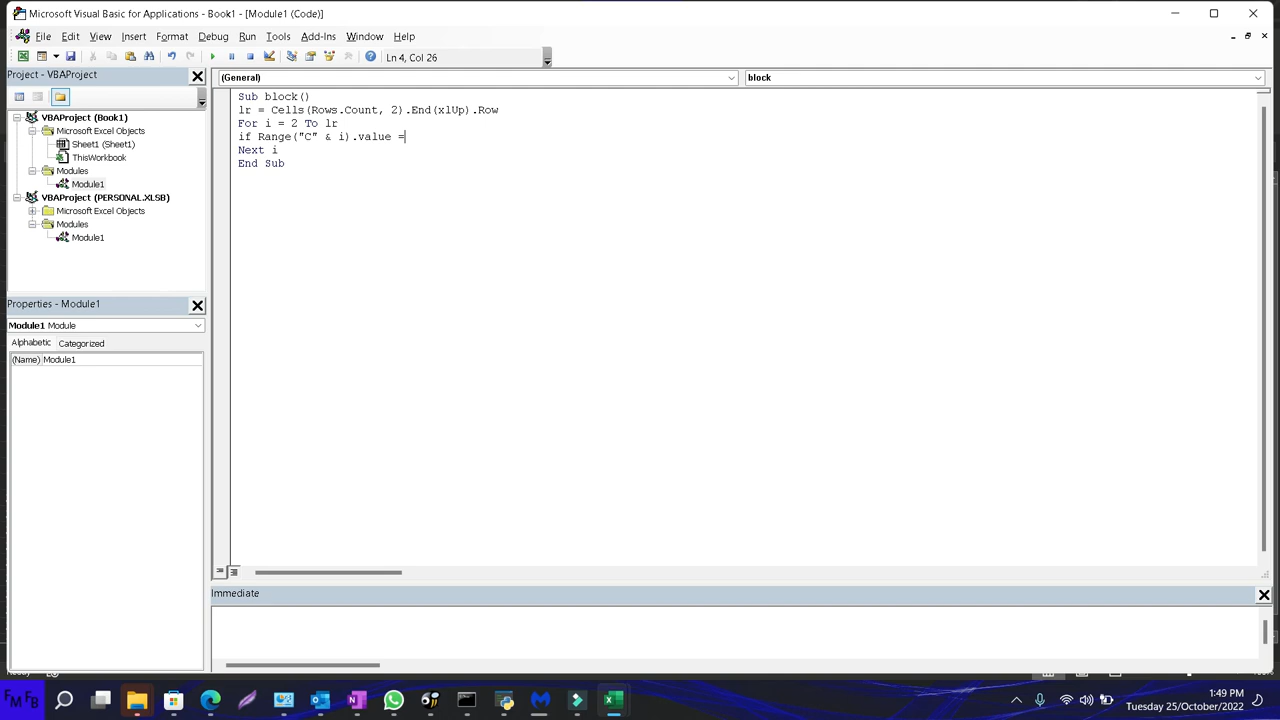 Microsoft Visual Basic for Applications - Book1 - [Module1 (Code)]
File Edit View Insert Format Debug Run Tools Add-Ins Window Help
Ln 4, Col 26
Project - VBAProject
(General)
block
VBAProject (Book1)
Microsoft Excel Objects
Sheet1 (Sheet1)
ThisWorkbook
Modules
Module1
VBAProject (PERSONAL.XLSB)
Microsoft Excel Objects
Modules
Module1
Sub block()
lr = Cells(Rows.Count, 2).End(xlUp).Row
For i = 2 To lr
if Range("C" & i).value =
Next i
End Sub
Properties - Module1
Module1 Module
Alphabetic Categorized
(Name) Module1
Immediate
FM FB
1:49 PM
Tuesday 25/October/2022